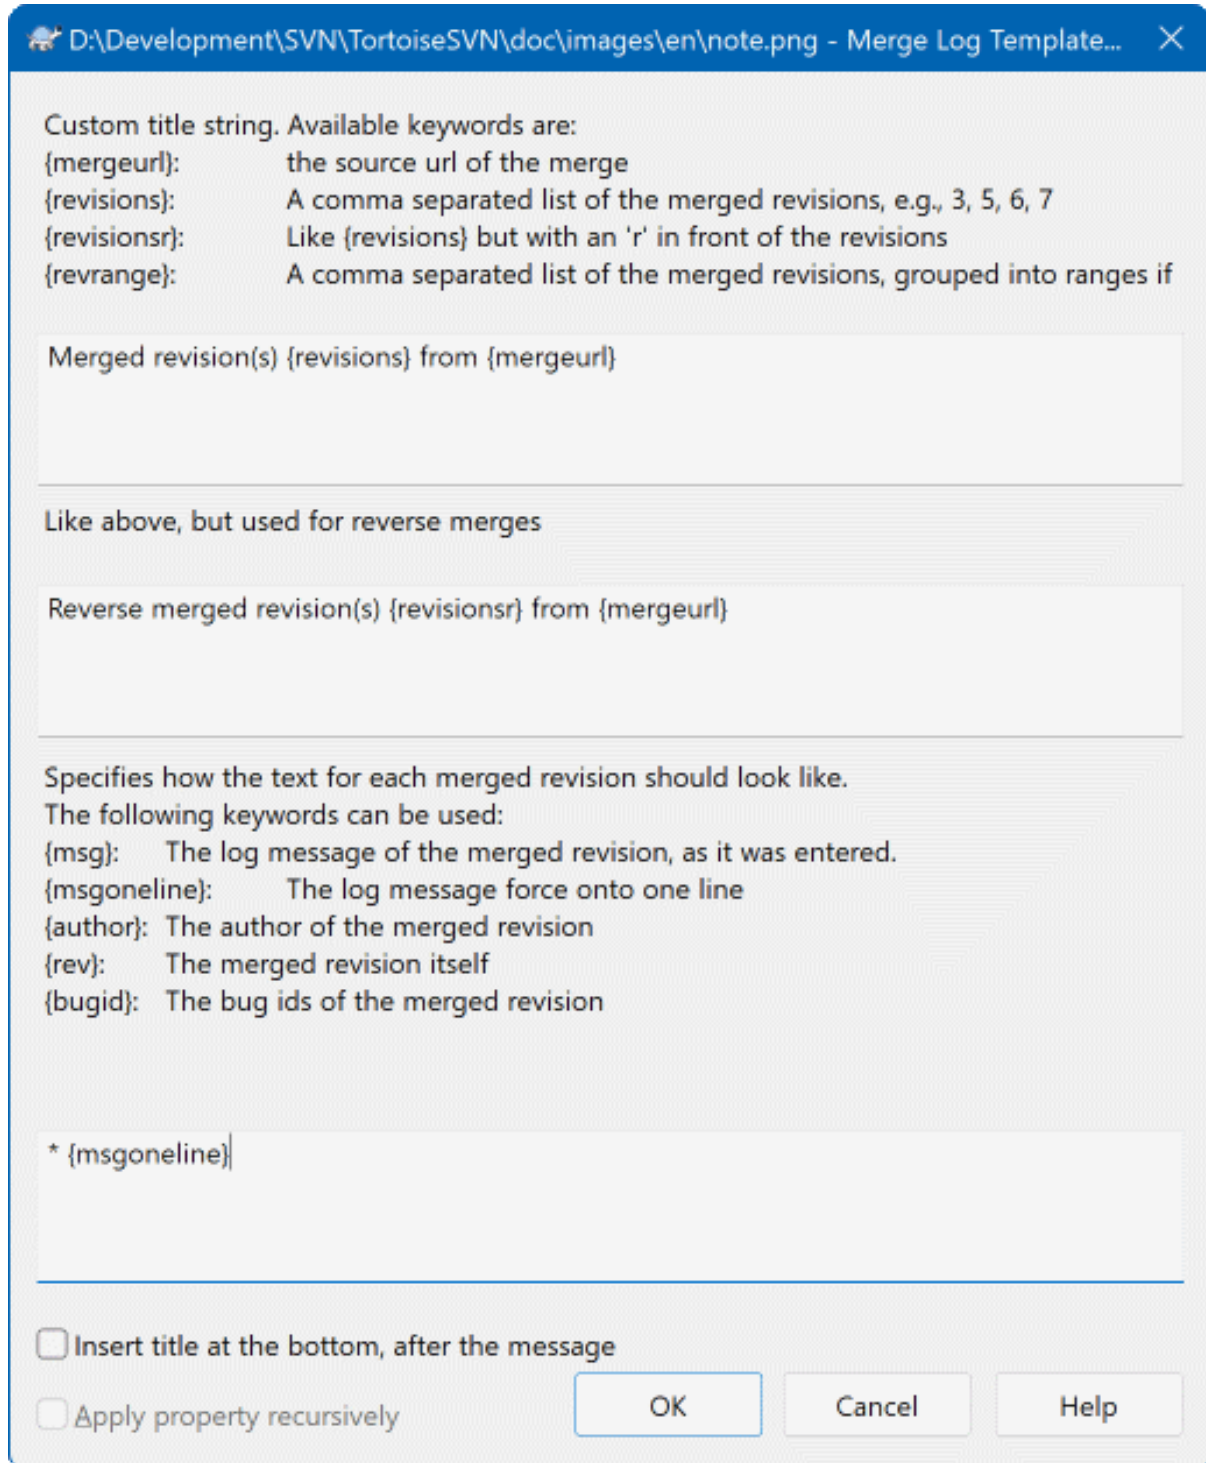 D:\Development\SVN\TortoiseSVN\doc\images\en\note.png - Merge Log Template...
Custom title string. Available keywords are:
{mergeurl}: the source url of the merge
{revisions}: A comma separated list of the merged revisions, e.g., 3, 5, 6, 7
{revisionsr}: Like {revisions} but with an 'r' in front of the revisions
{revrange}: A comma separated list of the merged revisions, grouped into ranges if
Merged revision(s) {revisions} from {mergeurl}
Like above, but used for reverse merges
Reverse merged revision(s) {revisionsr} from {mergeurl}
Specifies how the text for each merged revision should look like.
The following keywords can be used:
{msg}: The log message of the merged revision, as it was entered.
{msgoneline}: The log message force onto one line
{author}: The author of the merged revision
{rev}: The merged revision itself
{bugid}: The bug ids of the merged revision
* {msgoneline}
Insert title at the bottom, after the message
Apply property recursively
OK
Cancel
Help